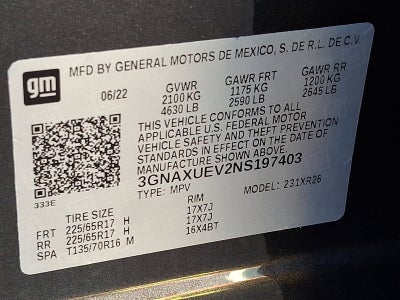 gm MFD BY GENERAL MOTORS DE MEXICO, S. DE R.L. DE C.V.
06/22 GVWR GAWR FRT GAWR RR
2100 KG 1175 KG 1200 KG
4630 LB 2590 LB 2645 LB
THIS VEHICLE CONFORMS TO ALL
APPLICABLE U.S. FEDERAL MOTOR
VEHICLE SAFETY AND THEFT PREVENTION
STANDARDS IN EFFECT ON THE DATE OF
MANUFACTURE SHOWN ABOVE.
3GNAXUEV2NS197403
333E TYPE: MPV MODEL: 231XR26
TIRE SIZE RIM
FRT 225/65R17 H 17X7J
RR 225/65R17 H 17X7J
SPA T135/70R16 M 16X4BT